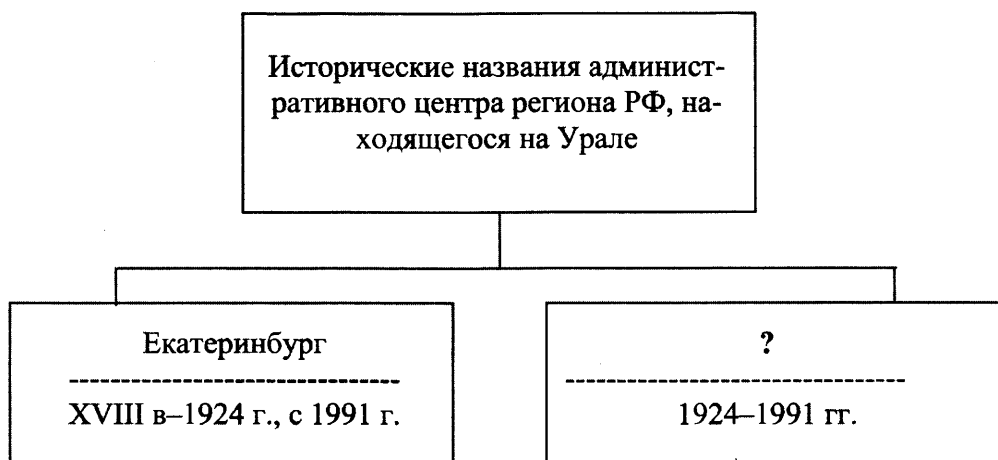 Исторические названия админист-
ративного центра региона РФ, на-
ходящегося на Урале
Екатеринбург
XVIII в–1924 г., с 1991 г.
?
1924–1991 гг.